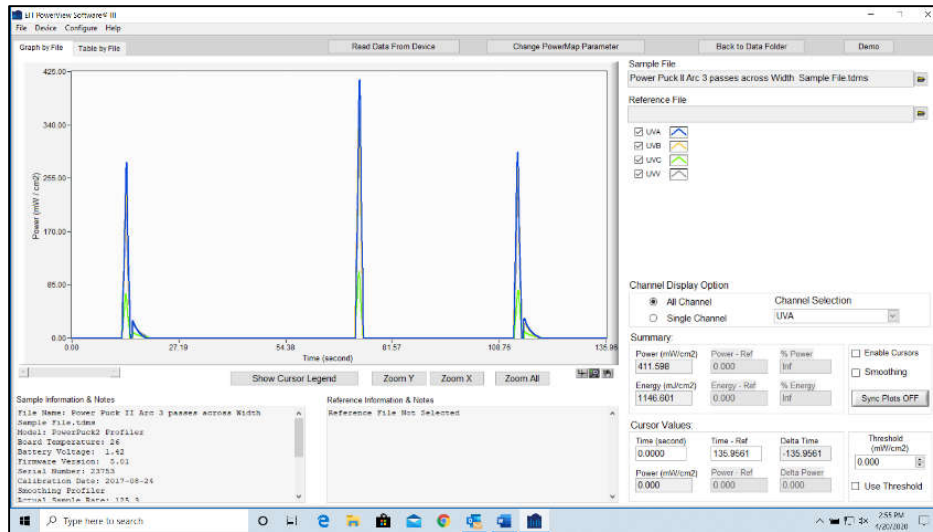 EIT PowerView Software® III
File Device Configure Help
Graph by File Table by File Read Data From Device Change PowerMap Parameter Back to Data Folder Demo
Sample File
Power Puck II Arc 3 passes across Width Sample File.tdms
Reference File
UVA
UVB
UVC
UVV
425.00
340.00
255.00
170.00
85.00
0.00
Power (mW / cm2)
0.00 27.19 54.38 81.57 108.76 135.96
Time (second)
Show Cursor Legend Zoom Y Zoom X Zoom All
Channel Display Option
All Channel
Single Channel
Channel Selection
UVA
Summary:
Power (mW/cm2) Power - Ref % Power
411.598 0.000 Inf
Energy (mJ/cm2) Energy - Ref % Energy
1146.601 0.000 Inf
Enable Cursors
Smoothing
Sync Plots OFF
Sample Information & Notes
File Name: Power Puck II Arc 3 passes across Width
Sample File.tdms
Model: PowerPuck2 Profiler
Board Temperature: 26
Battery Voltage: 1.42
Firmware Version: 5.01
Serial Number: 23753
Calibration Date: 2017-08-24
Smoothing Profiler
Actual Sample Rate: 125.5
Reference Information & Notes
Reference File Not Selected
Cursor Values:
Time (second) Time - Ref Delta Time
0.0000 135.9561 -135.9561
Power (mW/cm2) Power - Ref Delta Power
0.000 0.000 0.000
Threshold
(mW/cm2)
0.000
Use Threshold
Type here to search
2:55 PM
4/20/2020